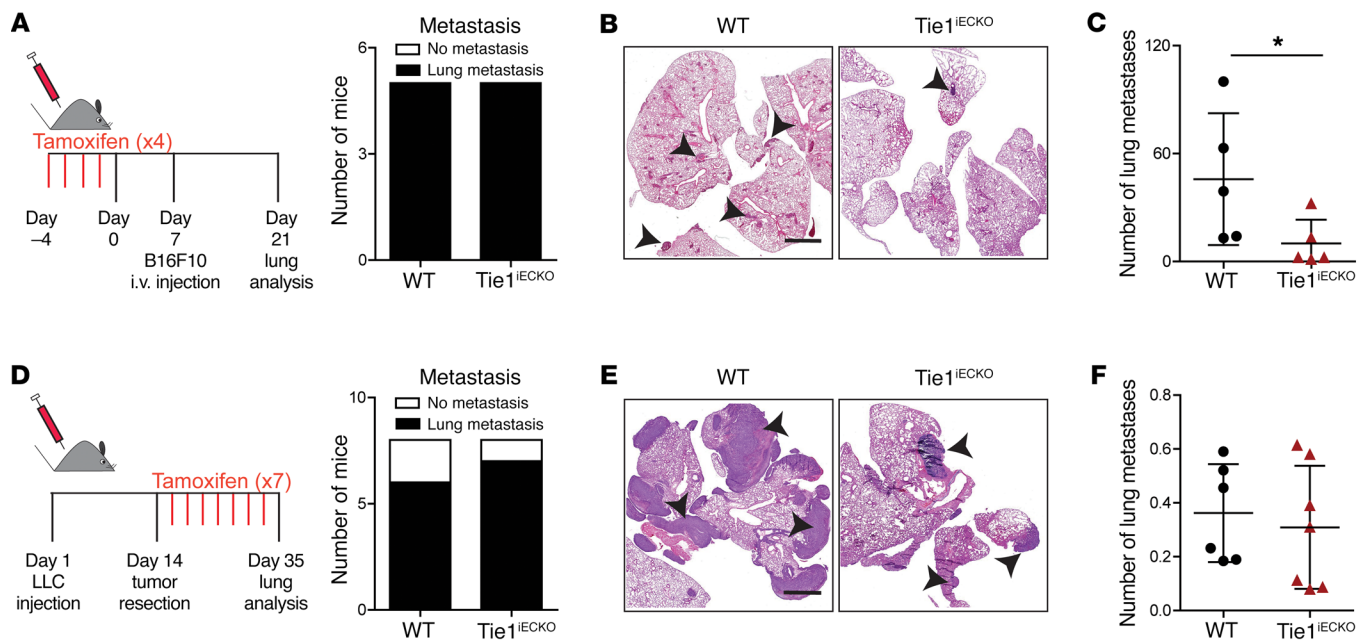 A
Tamoxifen (x4)
Day
–4
Day
0
Day
7
B16F10
i.v. injection
Day
21
lung
analysis
Metastasis
No metastasis
Lung metastasis
Number of mice
6
3
0
WT
Tie1iECKO
B
WT
Tie1iECKO
C
*
Number of lung metastases
120
60
0
WT
Tie1iECKO
D
Tamoxifen (x7)
Day 1
LLC
injection
Day 14
tumor
resection
Day 35
lung
analysis
Metastasis
No metastasis
Lung metastasis
Number of mice
10
5
0
WT
Tie1iECKO
E
WT
Tie1iECKO
F
Number of lung metastases
0.8
0.6
0.4
0.2
0.0
WT
Tie1iECKO